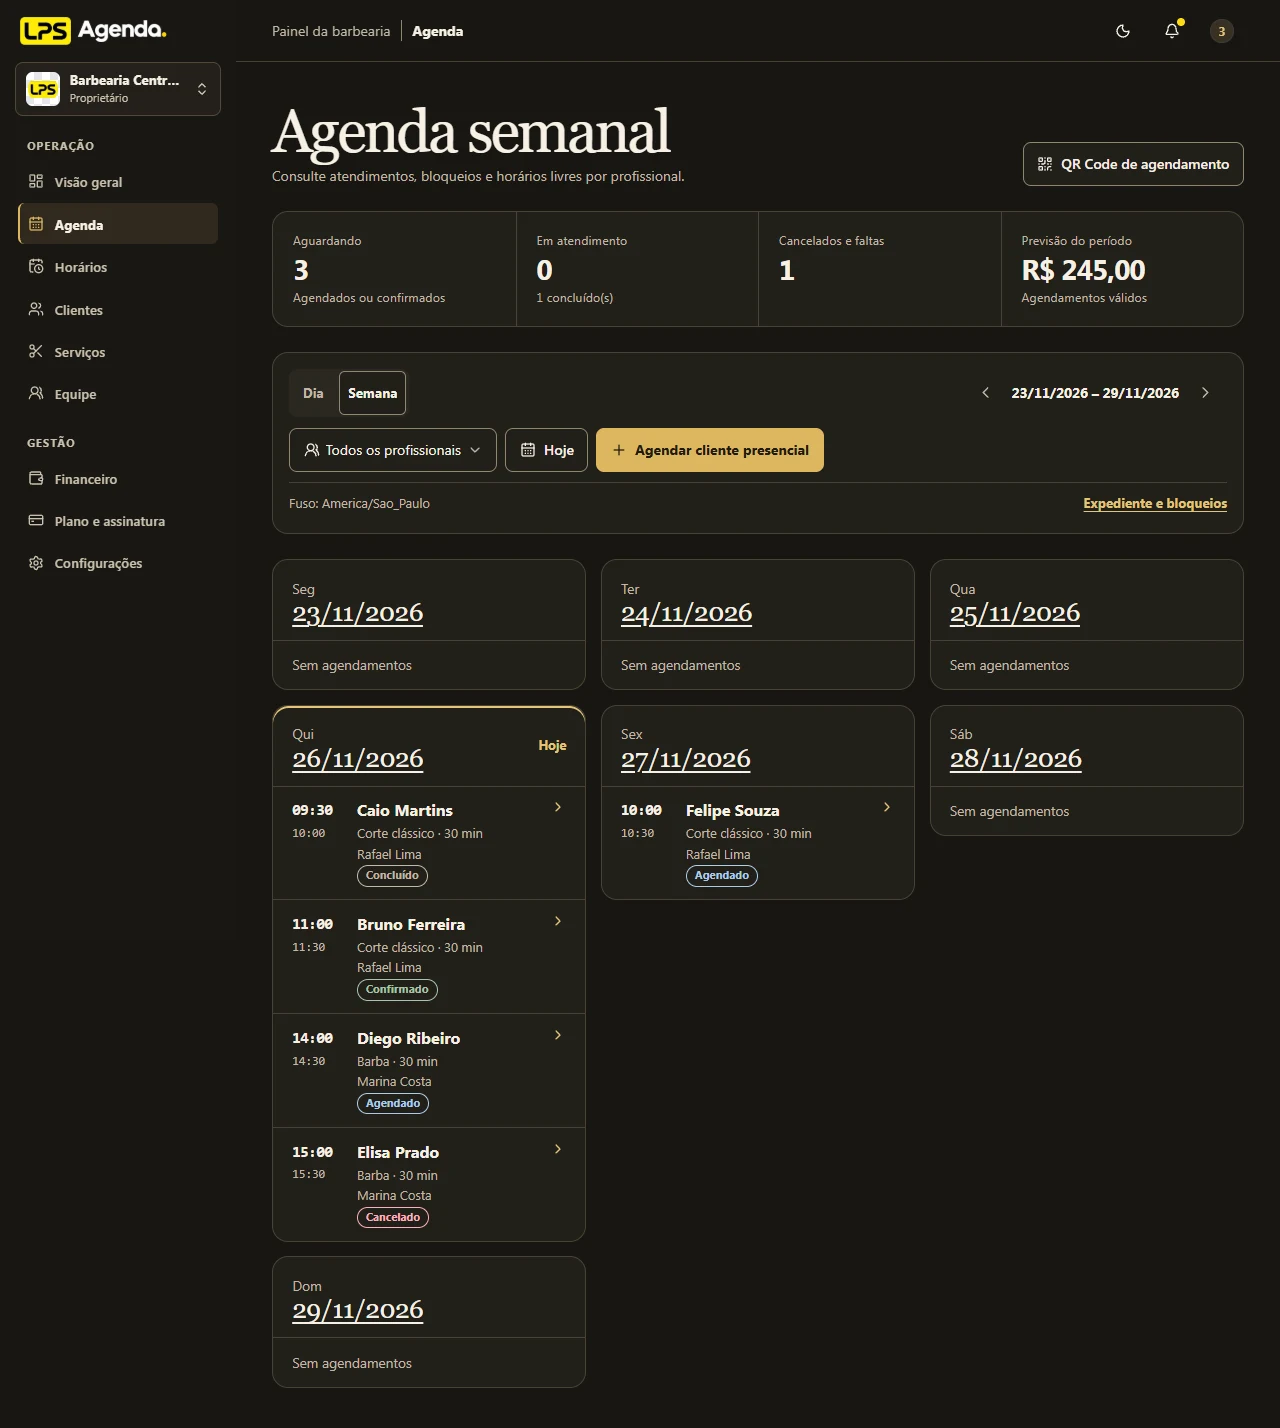 LPS Agenda.
LPS
Barbearia Centr...
Proprietário
OPERAÇÃO
Visão geral
Agenda
Horários
Clientes
Serviços
Equipe
GESTÃO
Financeiro
Plano e assinatura
Configurações
Painel da barbearia
Agenda
3
Agenda semanal
Consulte atendimentos, bloqueios e horários livres por profissional.
QR Code de agendamento
Aguardando
3
Agendados ou confirmados
Em atendimento
0
1 concluído(s)
Cancelados e faltas
1
Previsão do período
R$ 245,00
Agendamentos válidos
Dia
Semana
23/11/2026 – 29/11/2026
Todos os profissionais
Hoje
Agendar cliente presencial
Fuso: America/Sao_Paulo
Expediente e bloqueios
Seg
23/11/2026
Sem agendamentos
Ter
24/11/2026
Sem agendamentos
Qua
25/11/2026
Sem agendamentos
Qui
26/11/2026
Hoje
09:30 Caio Martins
10:00 Corte clássico · 30 min
Rafael Lima
Concluído
11:00 Bruno Ferreira
11:30 Corte clássico · 30 min
Rafael Lima
Confirmado
14:00 Diego Ribeiro
14:30 Barba · 30 min
Marina Costa
Agendado
15:00 Elisa Prado
15:30 Barba · 30 min
Marina Costa
Cancelado
Sex
27/11/2026
10:00 Felipe Souza
10:30 Corte clássico · 30 min
Rafael Lima
Agendado
Sáb
28/11/2026
Sem agendamentos
Dom
29/11/2026
Sem agendamentos